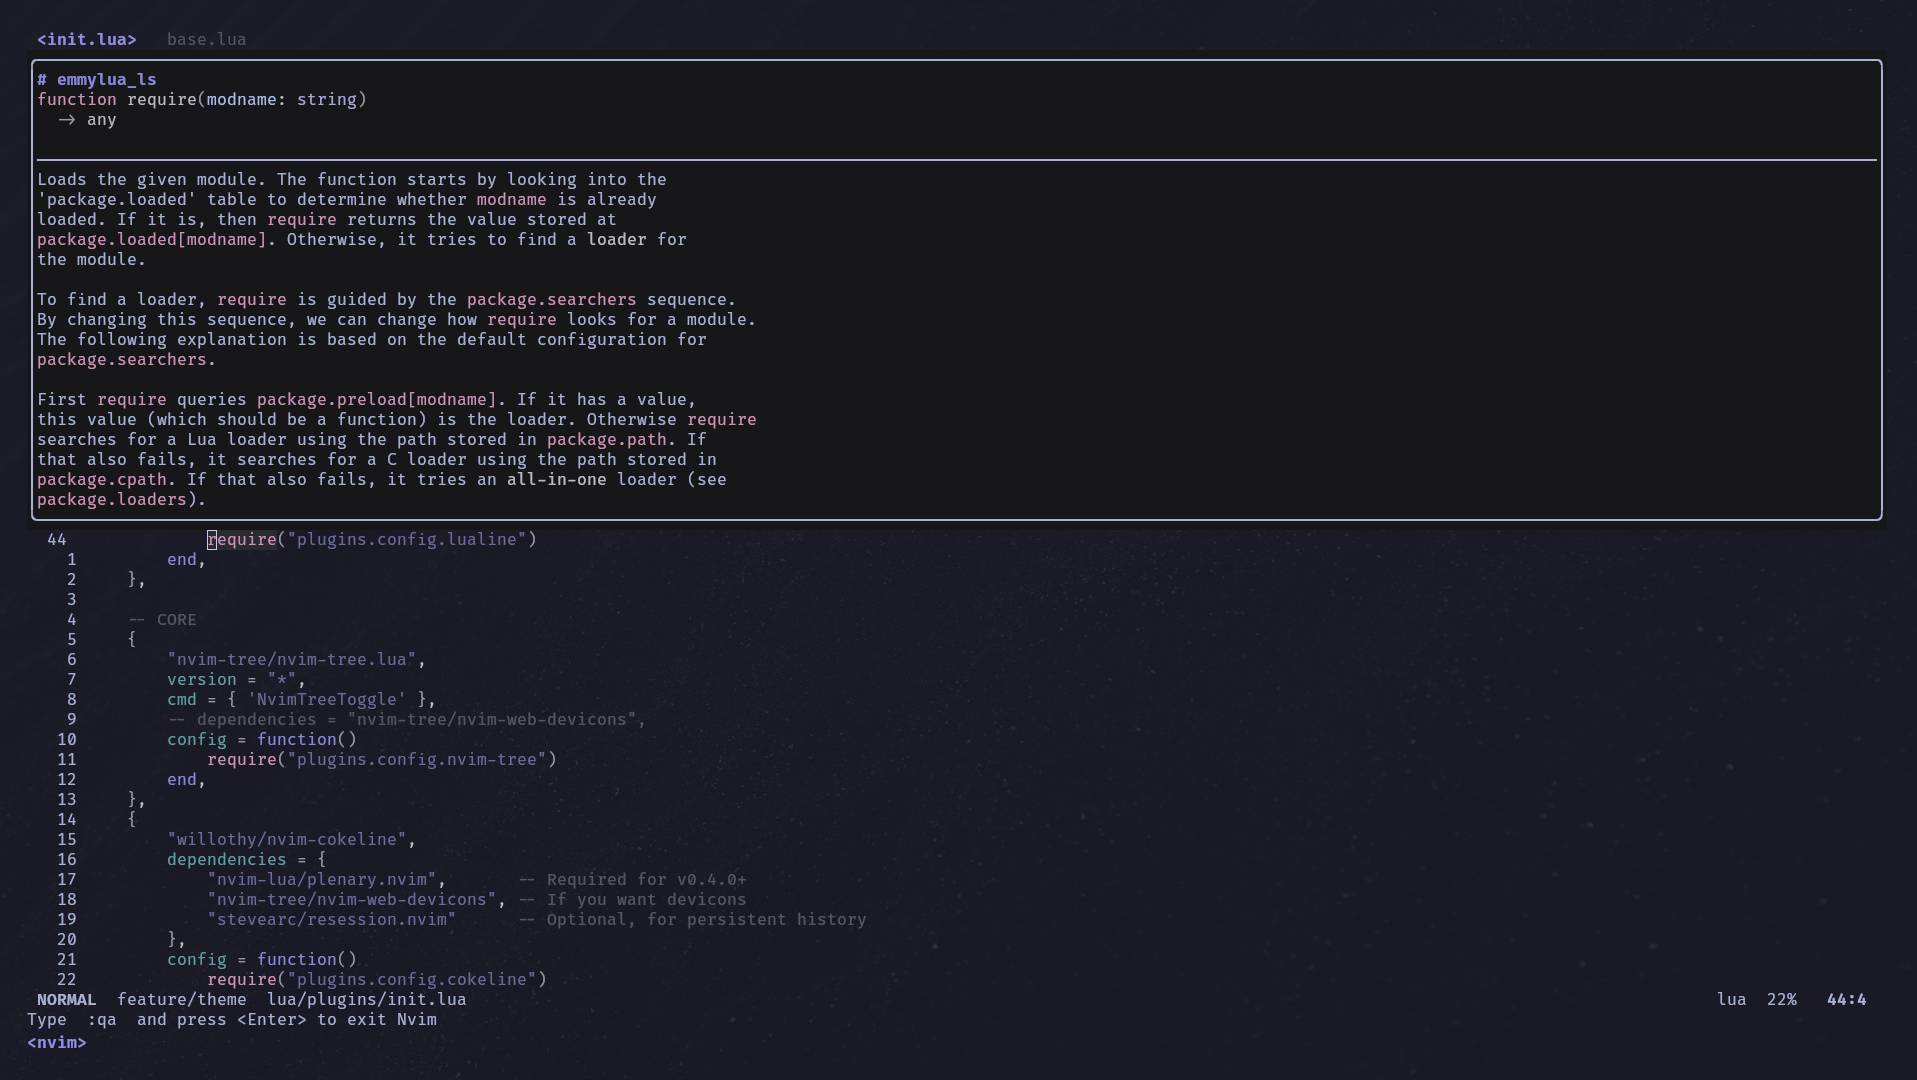 <init.lua>   base.lua
# emmylua_ls
function require(modname: string)
  -> any
Loads the given module. The function starts by looking into the
'package.loaded' table to determine whether modname is already
loaded. If it is, then require returns the value stored at
package.loaded[modname]. Otherwise, it tries to find a loader for
the module.
To find a loader, require is guided by the package.searchers sequence.
By changing this sequence, we can change how require looks for a module.
The following explanation is based on the default configuration for
package.searchers.
First require queries package.preload[modname]. If it has a value,
this value (which should be a function) is the loader. Otherwise require
searches for a Lua loader using the path stored in package.path. If
that also fails, it searches for a C loader using the path stored in
package.cpath. If that also fails, it tries an all-in-one loader (see
package.loaders).
44              require("plugins.config.lualine")
 1          end,
 2      },
 3
 4      -- CORE
 5      {
 6          "nvim-tree/nvim-tree.lua",
 7          version = "*",
 8          cmd = { 'NvimTreeToggle' },
 9          -- dependencies = "nvim-tree/nvim-web-devicons",
10          config = function()
11              require("plugins.config.nvim-tree")
12          end,
13      },
14      {
15          "willothy/nvim-cokeline",
16          dependencies = {
17              "nvim-lua/plenary.nvim",        -- Required for v0.4.0+
18              "nvim-tree/nvim-web-devicons", -- If you want devicons
19              "stevearc/resession.nvim"       -- Optional, for persistent history
20          },
21          config = function()
22              require("plugins.config.cokeline")
NORMAL  feature/theme  lua/plugins/init.lua  lua  22%  44:4
Type  :qa  and press <Enter> to exit Nvim
<nvim>